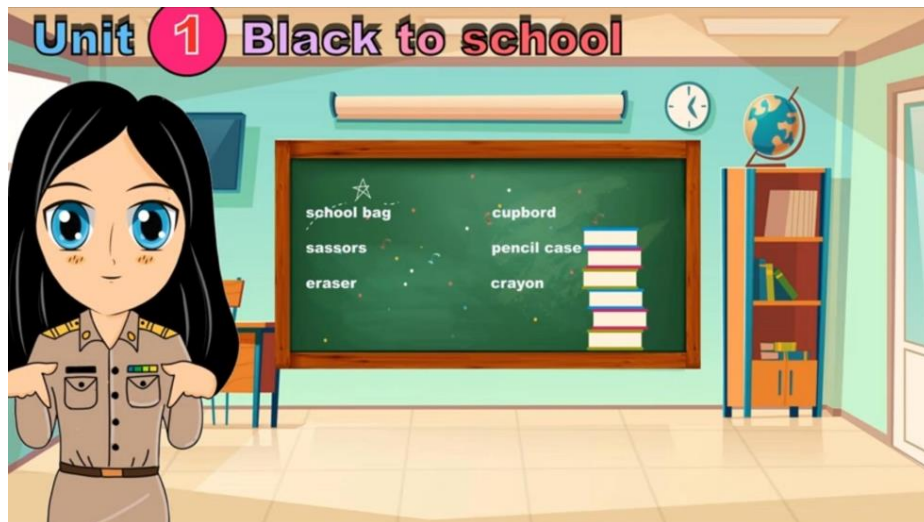 Unit 1 Black to school
school bag
sassors
eraser
cupbord
pencil case
crayon